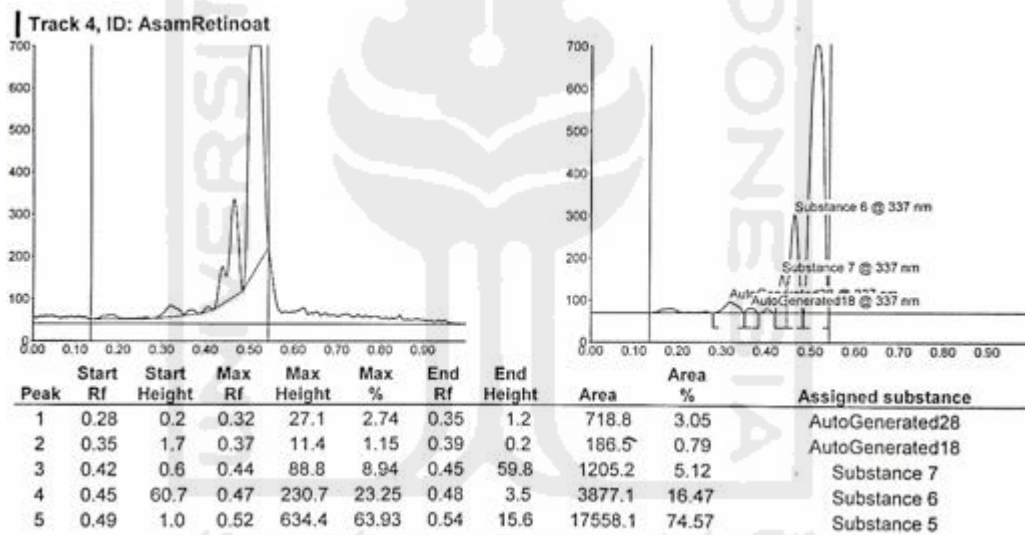 Track 4, ID: AsamRetinoat
700
600
500
400
300
200
100
0
0.00 0.10 0.20 0.30 0.40 0.50 0.60 0.70 0.80 0.90
700
600
500
400
300
200
100
0
Substance 6 @ 337 nm
Substance 7 @ 337 nm
AutoGenerated18 @ 337 nm
0.00 0.10 0.20 0.30 0.40 0.50 0.60 0.70 0.80 0.90
Peak Start Rf Start Height Max Rf Max Height Max % End Rf End Height Area Area % Assigned substance
1 0.28 0.2 0.32 27.1 2.74 0.35 1.2 718.8 3.05 AutoGenerated28
2 0.35 1.7 0.37 11.4 1.15 0.39 0.2 186.5 0.79 AutoGenerated18
3 0.42 0.6 0.44 88.8 8.94 0.45 59.8 1205.2 5.12 Substance 7
4 0.45 60.7 0.47 230.7 23.25 0.48 3.5 3877.1 16.47 Substance 6
5 0.49 1.0 0.52 634.4 63.93 0.54 15.6 17558.1 74.57 Substance 5